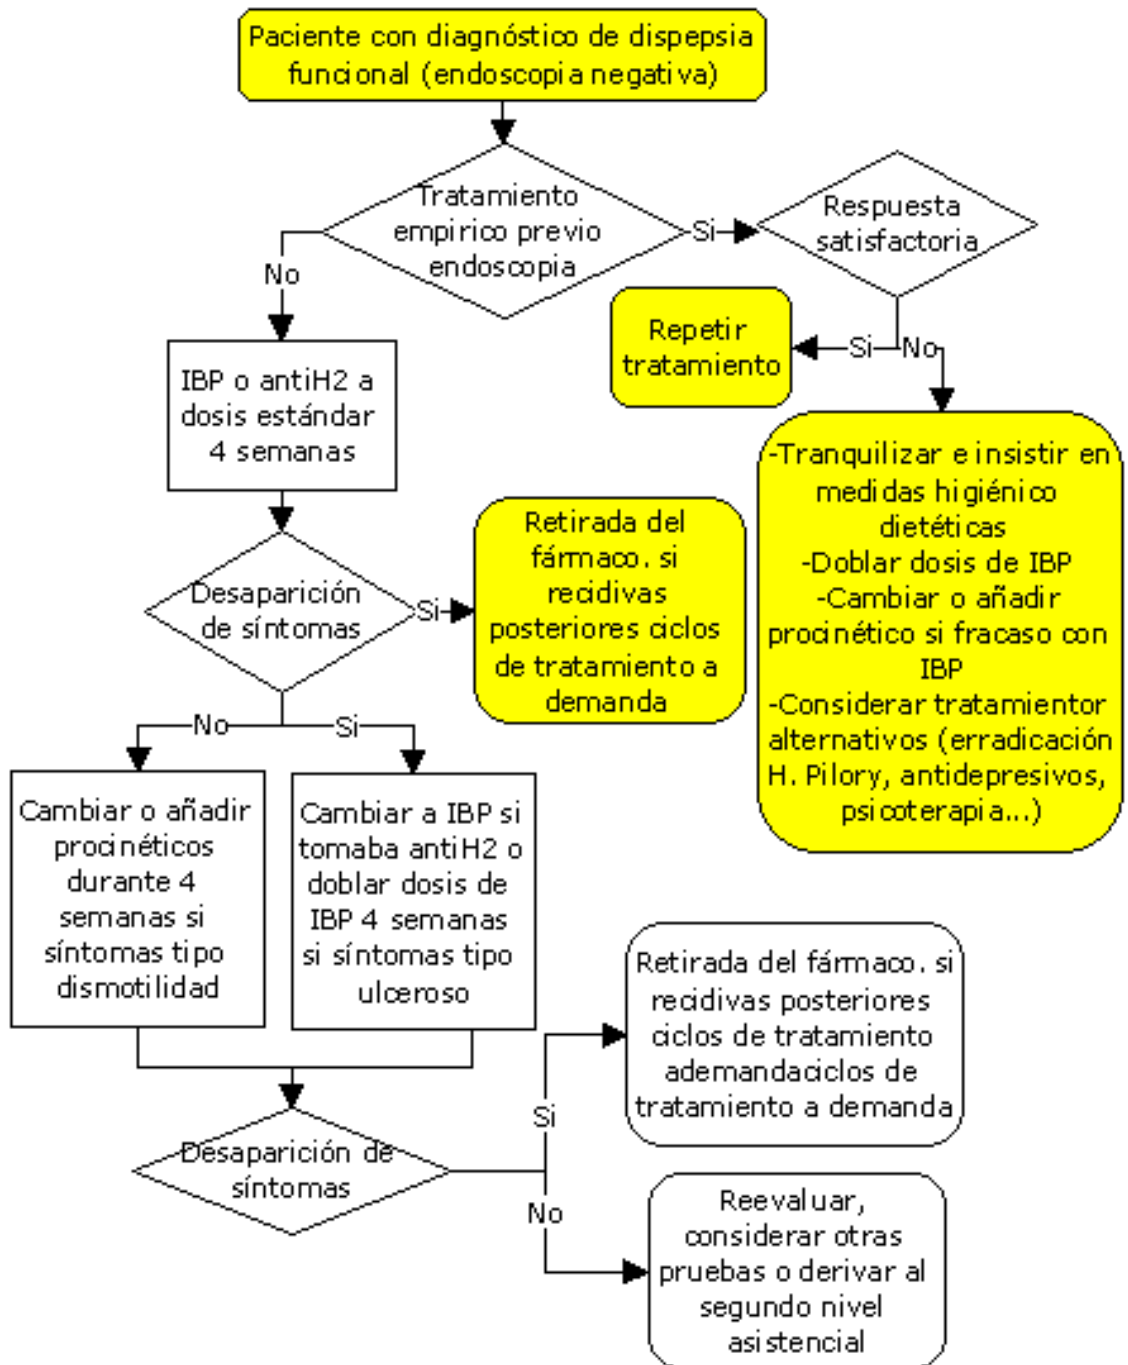 Paciente con diagnóstico de dispepsia
funcional (endoscopia negativa)
Tratamiento
empirico previo
endoscopia
Si
Respuesta
satisfactoria
No
Repetir
tratamiento
Si
No
IBP o antiH2 a
dosis estándar
4 semanas
-Tranquilizar e insistir en
medidas higiénico
dietéticas
-Doblar dosis de IBP
-Cambiar o añadir
procinético si fracaso con
IBP
-Considerar tratamientor
alternativos (erradicación
H. Pilory, antidepresivos,
psicoterapia...)
Desaparición
de síntomas
Si
Retirada del
fármaco. si
recidivas
posteriores ciclos
de tratamiento a
demanda
No
Si
Cambiar o añadir
procinéticos
durante 4
semanas si
síntomas tipo
dismotilidad
Cambiar a IBP si
tomaba antiH2 o
doblar dosis de
IBP 4 semanas
si síntomas tipo
ulceroso
Desaparición de
síntomas
Si
Retirada del fármaco. si
recidivas posteriores
ciclos de tratamiento
ademandaciclos de
tratamiento a demanda
No
Reevaluar,
considerar otras
pruebas o derivar al
segundo nivel
asistencial